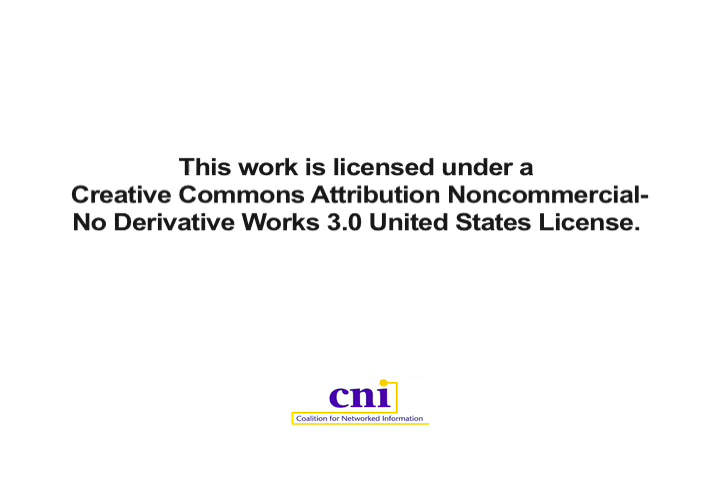 This work is licensed under a
Creative Commons Attribution Noncommercial-
No Derivative Works 3.0 United States License.
cni
Coalition for Networked Information